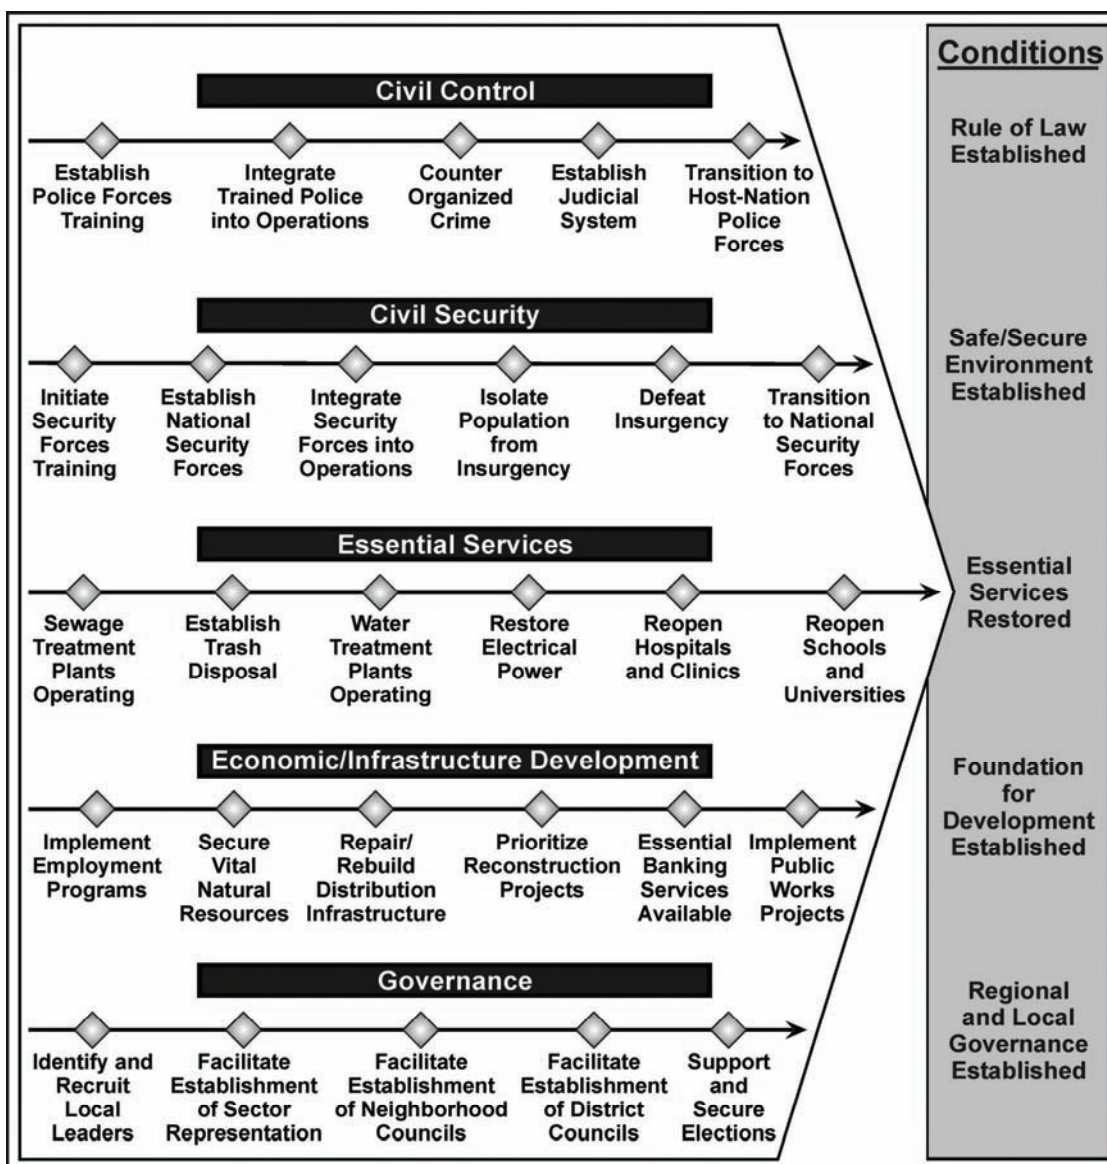 Conditions
Civil Control
Establish
Police Forces
Training
Integrate
Trained Police
into Operations
Counter
Organized
Crime
Establish
Judicial
System
Transition to
Host-Nation
Police
Forces
Rule of Law
Established
Civil Security
Initiate
Security
Forces
Training
Establish
National
Security
Forces
Integrate
Security
Forces into
Operations
Isolate
Population
from
Insurgency
Defeat
Insurgency
Transition
to National
Security
Forces
Safe/Secure
Environment
Established
Essential Services
Sewage
Treatment
Plants
Operating
Establish
Trash
Disposal
Water
Treatment
Plants
Operating
Restore
Electrical
Power
Reopen
Hospitals
and Clinics
Reopen
Schools
and
Universities
Essential
Services
Restored
Economic/Infrastructure Development
Implement
Employment
Programs
Secure
Vital
Natural
Resources
Repair/
Rebuild
Distribution
Infrastructure
Prioritize
Reconstruction
Projects
Essential
Banking
Services
Available
Implement
Public
Works
Projects
Foundation
for
Development
Established
Governance
Identify and
Recruit
Local
Leaders
Facilitate
Establishment
of Sector
Representation
Facilitate
Establishment
of Neighborhood
Councils
Facilitate
Establishment
of District
Councils
Support
and
Secure
Elections
Regional
and Local
Governance
Established